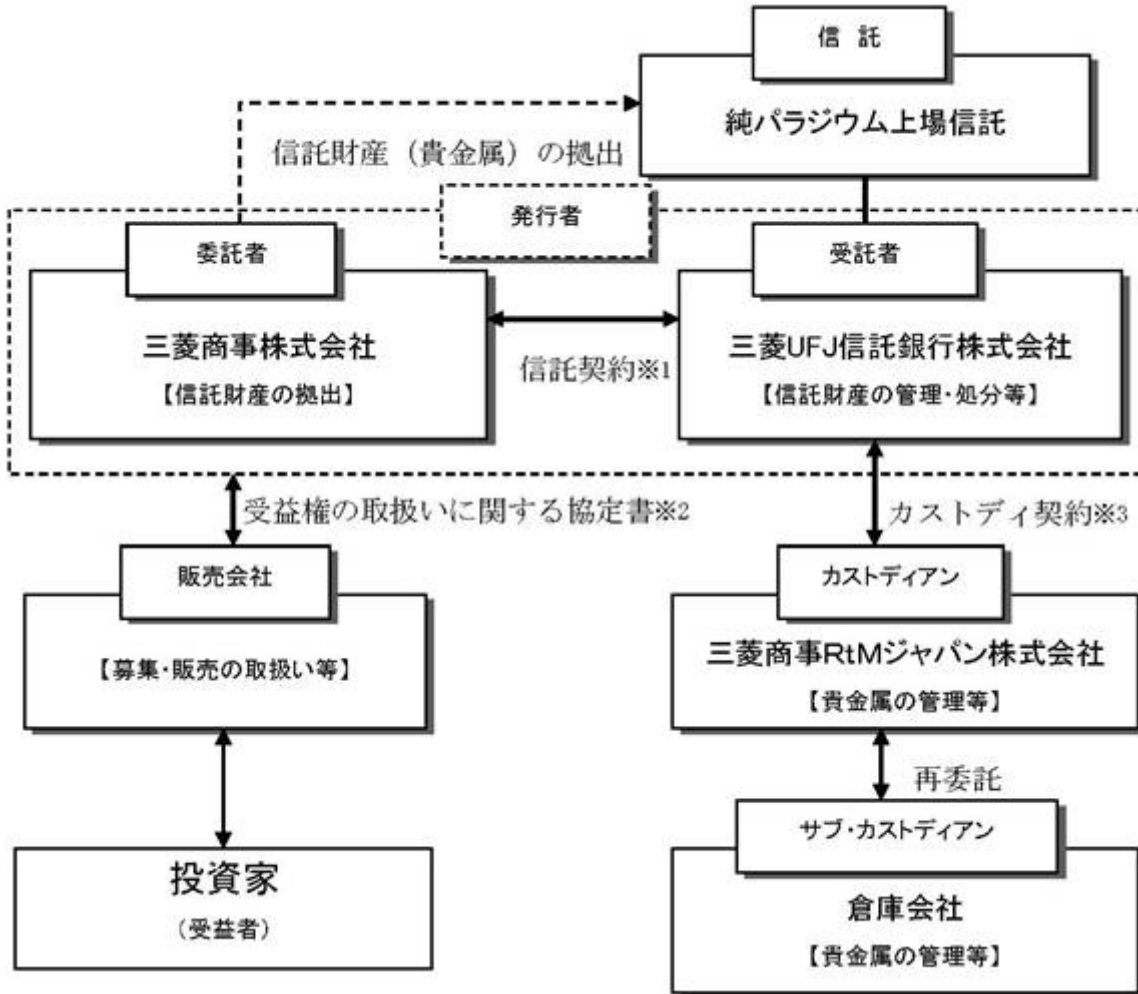 信 託
純パラジウム上場信託
信託財産(貴金属)の拠出
発行者
委託者
三菱商事株式会社
【信託財産の拠出】
信託契約※1
受託者
三菱UFJ信託銀行株式会社
【信託財産の管理・処分等】
受益権の取扱いに関する協定書※2
カストディ契約※3
販売会社
【募集・販売の取扱い等】
カストディアン
三菱商事RtMジャパン株式会社
【貴金属の管理等】
再委託
投資家
(受益者)
サブ・カストディアン
倉庫会社
【貴金属の管理等】